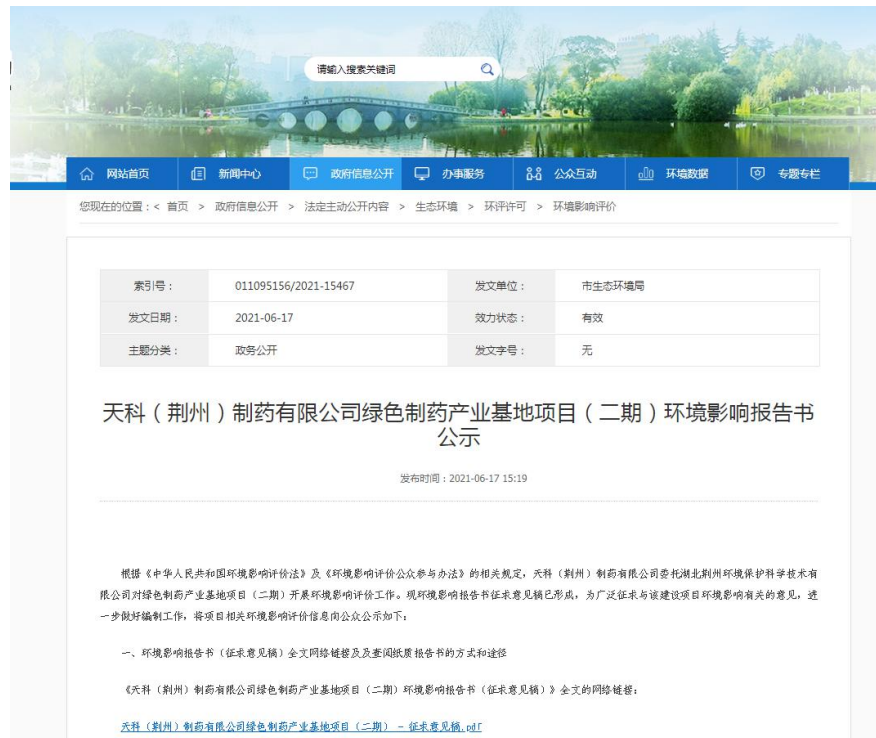 请输入搜索关键词
网站首页 新闻中心 政府信息公开 办事服务 公众互动 环境数据 专题专栏
您现在的位置：< 首页 > 政府信息公开 > 法定主动公开内容 > 生态环境 > 环评许可 > 环境影响评价
索引号： 011095156/2021-15467 发文单位： 市生态环境局
发文日期： 2021-06-17 效力状态： 有效
主题分类： 政务公开 发文字号： 无
天科（荆州）制药有限公司绿色制药产业基地项目（二期）环境影响报告书
公示
发布时间：2021-06-17 15:19
根据《中华人民共和国环境影响评价法》及《环境影响评价公众参与办法》的相关规定，天科（荆州）制药有限公司委托湖北荆州环境保护科学技术有
限公司对绿色制药产业基地项目（二期）开展环境影响评价工作。现环境影响报告书征求意见稿已形成，为广泛征求与该建设项目环境影响有关的意见，进
一步做好编制工作，将项目相关环境影响评价信息向公众公示如下：
一、环境影响报告书（征求意见稿）全文网络链接及及查阅纸质报告书的方式和途径
《天科（荆州）制药有限公司绿色制药产业基地项目（二期）环境影响报告书（征求意见稿）》全文的网络链接：
天科（荆州）制药有限公司绿色制药产业基地项目（二期） - 征求意见稿.pdf